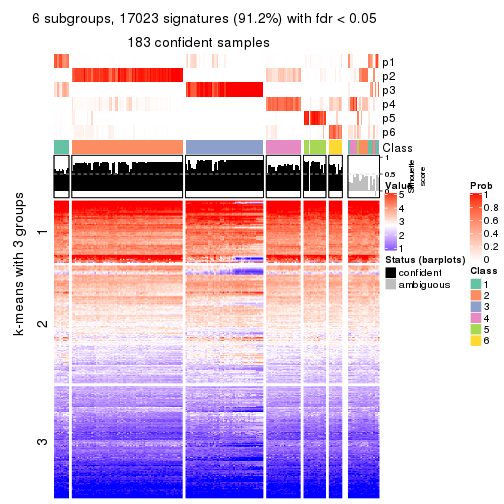 6 subgroups, 17023 signatures (91.2%) with fdr < 0.05
183 confident samples
p1
p2
p3
p4
p5
p6
Class
1
0.5
0
Silhouette
score
k-means with 3 groups
1
2
3
Value
5
4
3
2
1
Status (barplots)
confident
ambiguous
Prob
1
0.8
0.6
0.4
0.2
0
Class
1
2
3
4
5
6